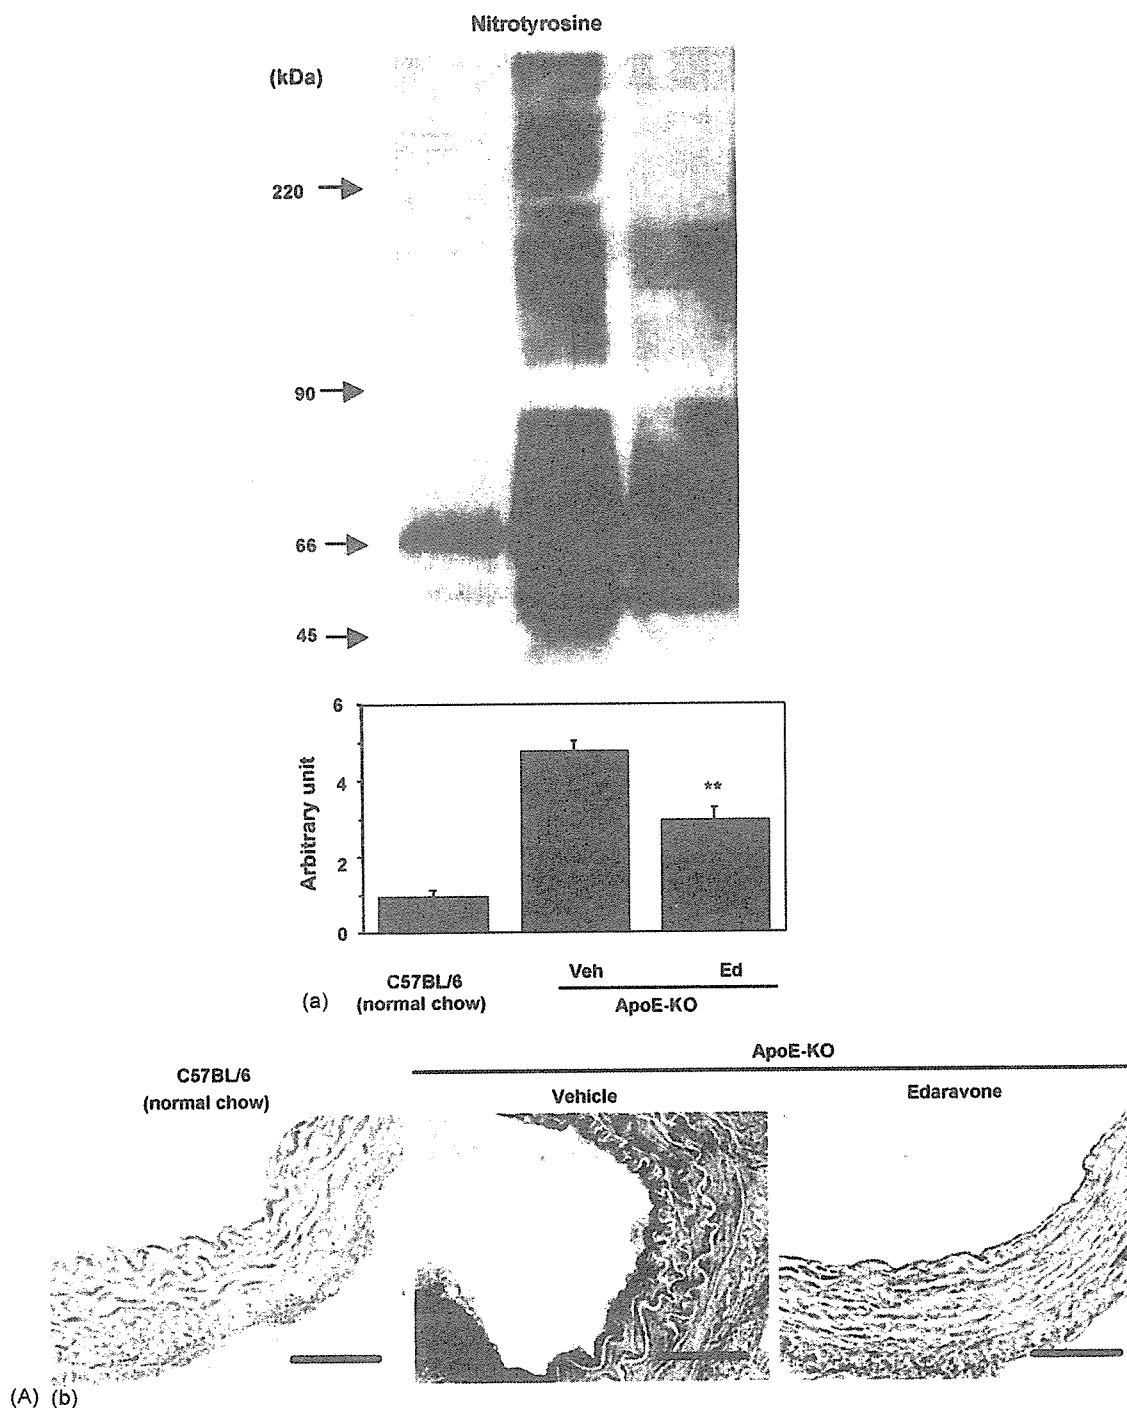 Nitrotyrosine
(kDa)
220
90
66
45
6
4
2
0
Arbitrary unit
**
C57BL/6
(normal chow)
Veh
Ed
ApoE-KO
(a)
ApoE-KO
C57BL/6
(normal chow)
Vehicle
Edaravone
(A) (b)